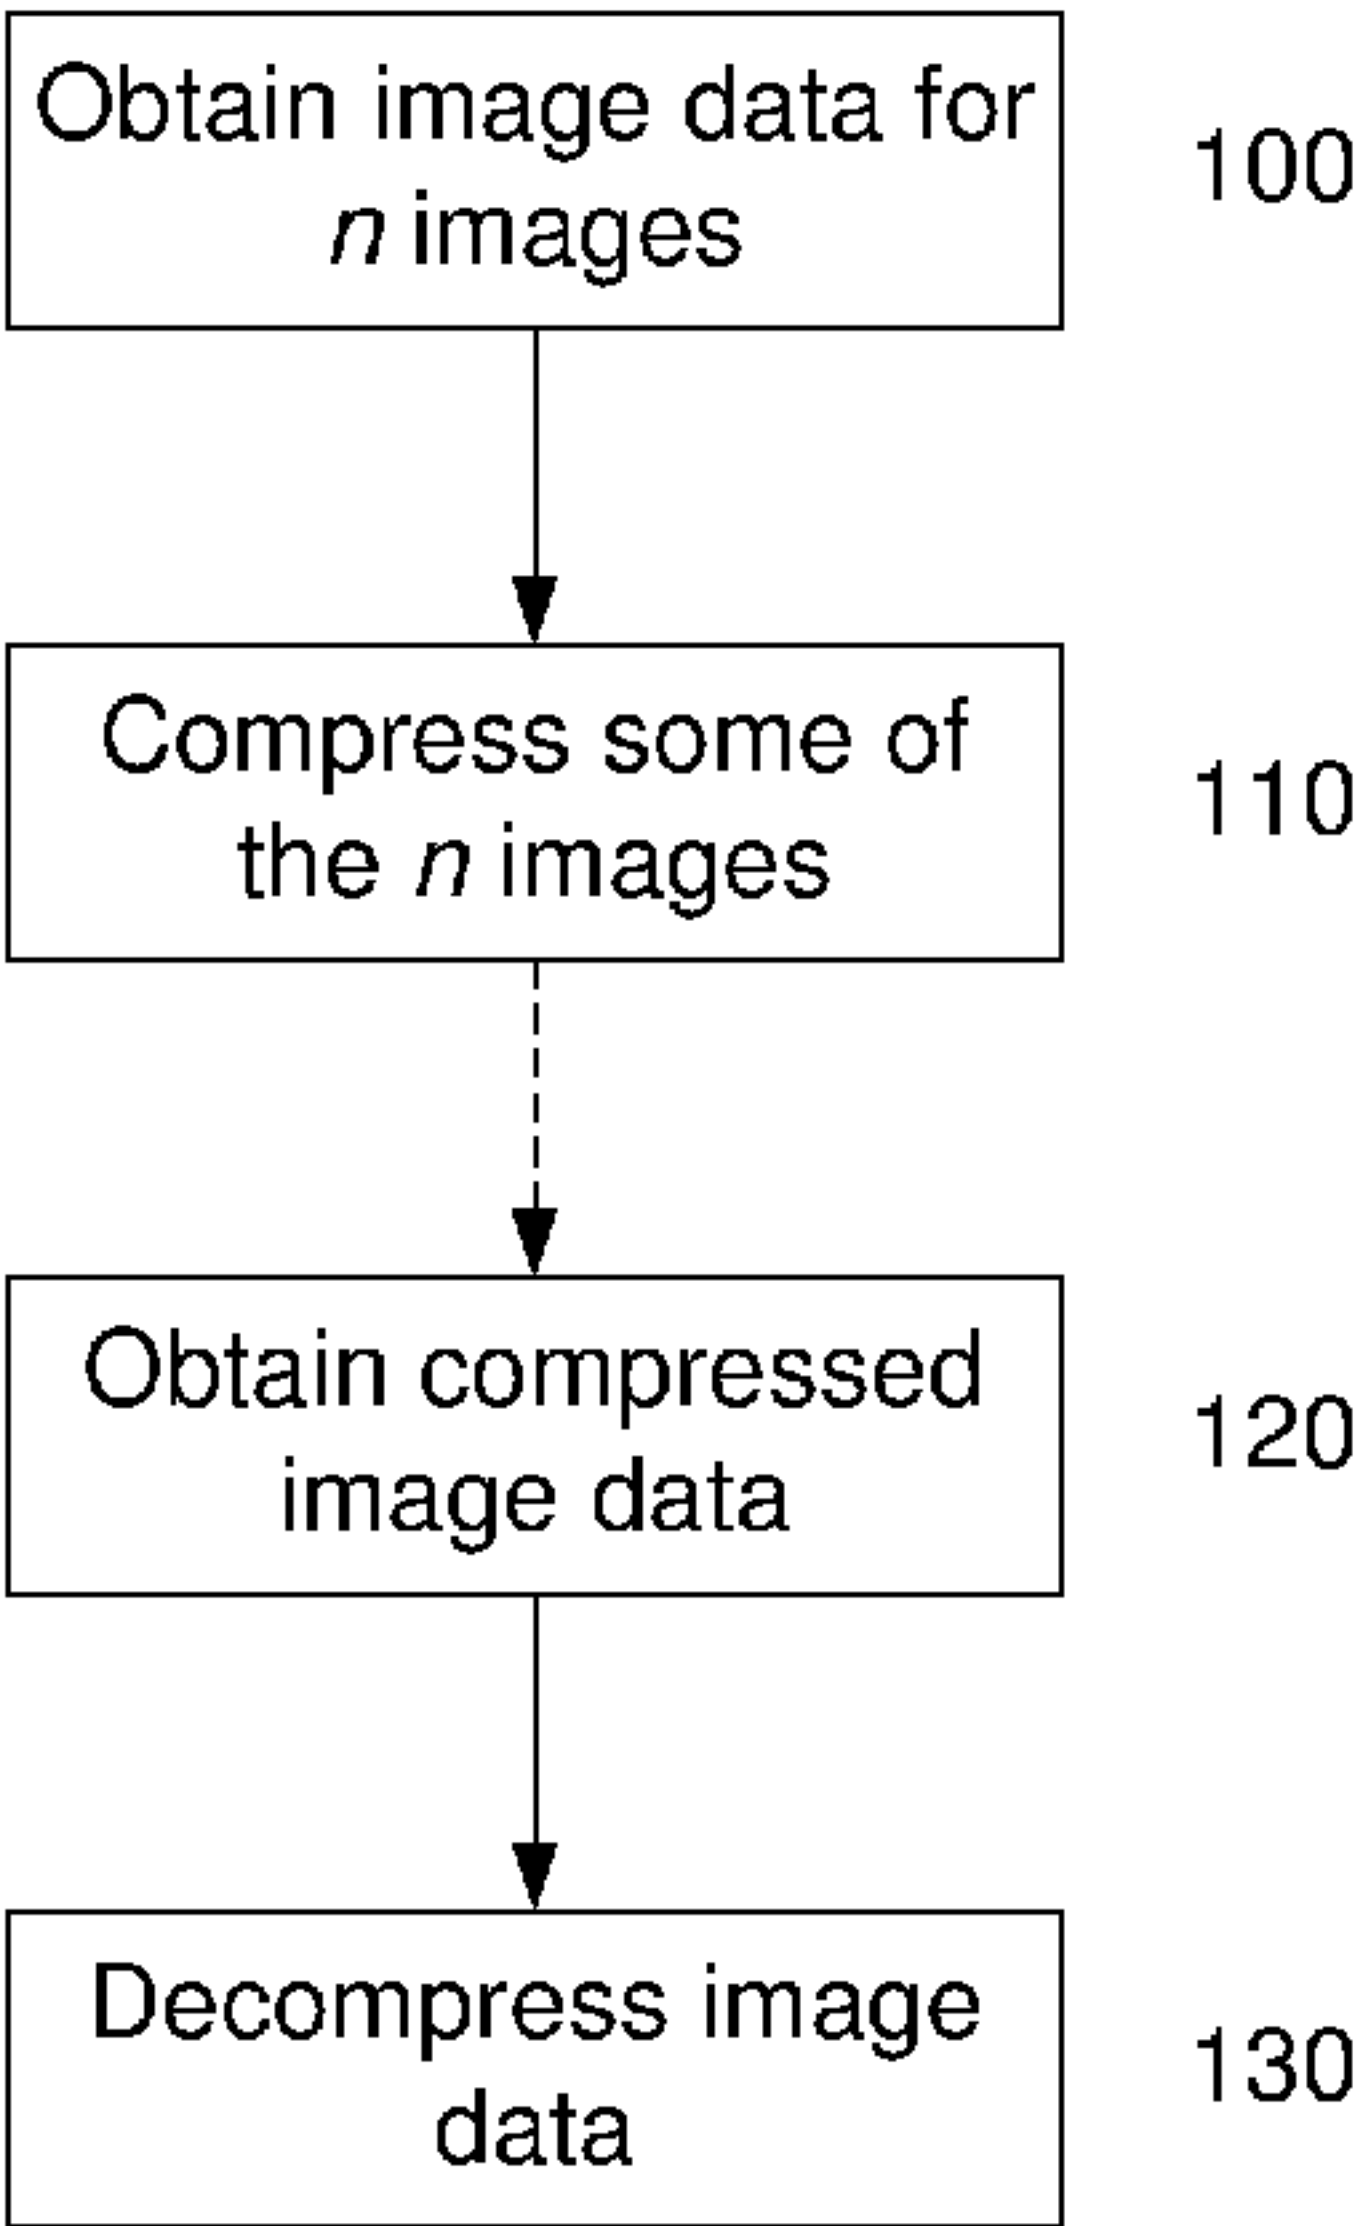 Obtain image data for
n images
100
Compress some of
the n images
110
Obtain compressed
image data
120
Decompress image
data
130